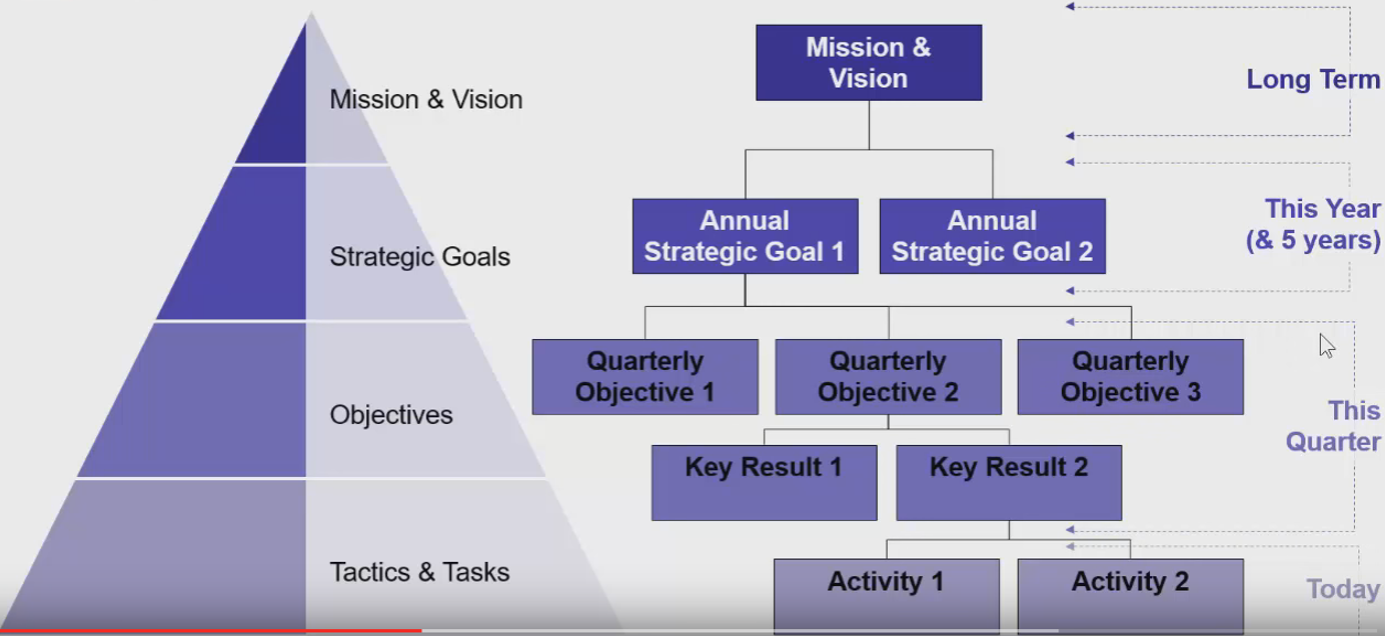 Mission & Vision
Strategic Goals
Objectives
Tactics & Tasks
Mission &
Vision
Annual
Strategic Goal 1
Annual
Strategic Goal 2
Quarterly
Objective 1
Quarterly
Objective 2
Quarterly
Objective 3
Key Result 1
Key Result 2
Activity 1
Activity 2
Long Term
This Year
(& 5 years)
This
Quarter
Today